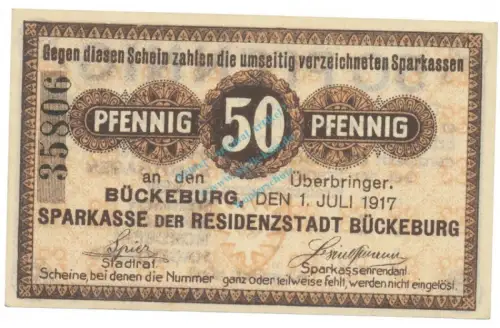 Gegen diesen Schein zahlen die umseitig verzeichneten Sparkassen
35806
PFENNIG 50 PFENNIG
an den Überbringer.
BÜCKEBURG, DEN 1. JULI 1917
SPARKASSE DER RESIDENZSTADT BÜCKEBURG
Stadtrat Sparkassenrendant
Scheine, bei denen die Nummer ganz oder teilweise fehlt, werden nicht eingelöst.